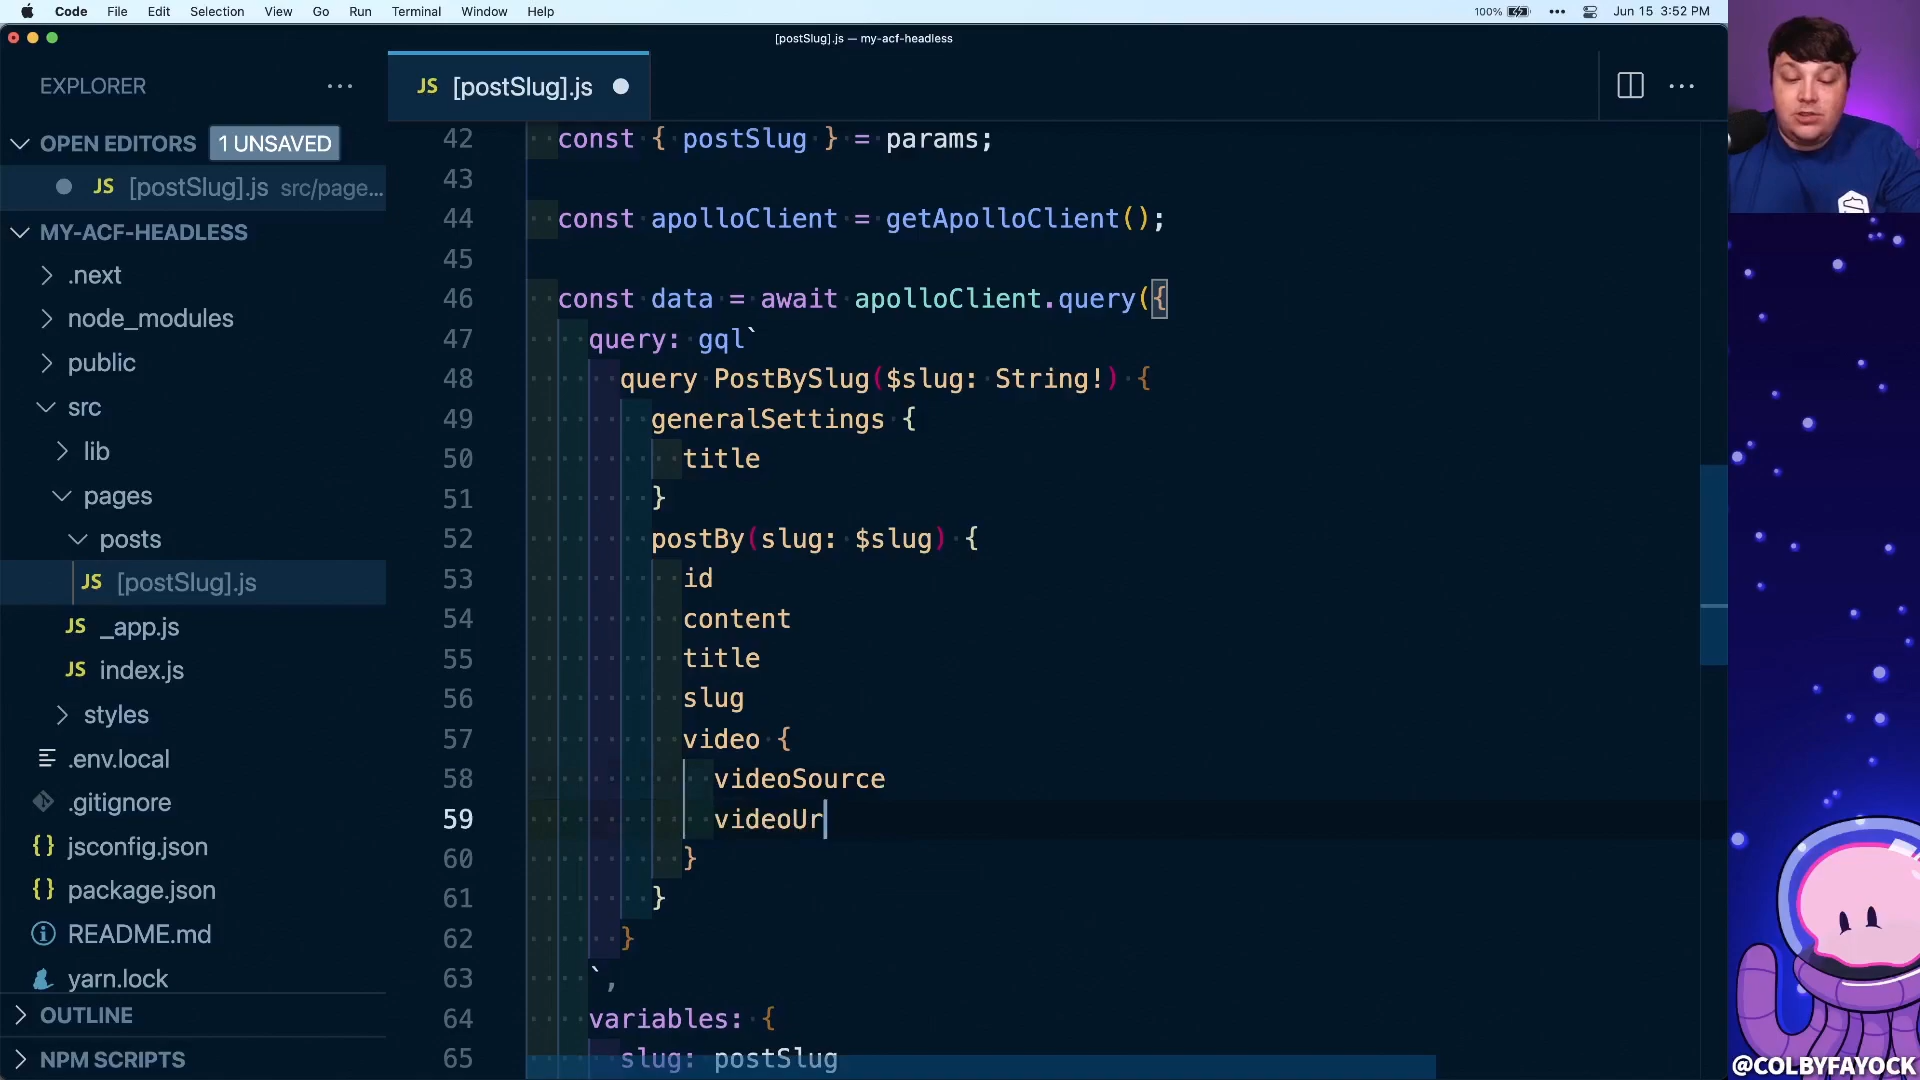 Code File Edit Selection View Go Run Terminal Window Help 100% Jun 15 3:52 PM
[postSlug].js — my-acf-headless
EXPLORER
OPEN EDITORS 1 UNSAVED
JS [postSlug].js src/page...
MY-ACF-HEADLESS
.next
node_modules
public
src
lib
pages
posts
JS [postSlug].js
JS _app.js
JS index.js
styles
.env.local
.gitignore
{} jsconfig.json
{} package.json
README.md
yarn.lock
OUTLINE
NPM SCRIPTS
JS [postSlug].js
42 const { postSlug } = params;
43
44 const apolloClient = getApolloClient();
45
46 const data = await apolloClient.query({
47 query: gql`
48 query PostBySlug($slug: String!) {
49 generalSettings {
50 title
51 }
52 postBy(slug: $slug) {
53 id
54 content
55 title
56 slug
57 video {
58 videoSource
59 videoUr
60 }
61 }
62 }
63 `,
64 variables: {
65 slug: postSlug
@COLBYFAYOCK